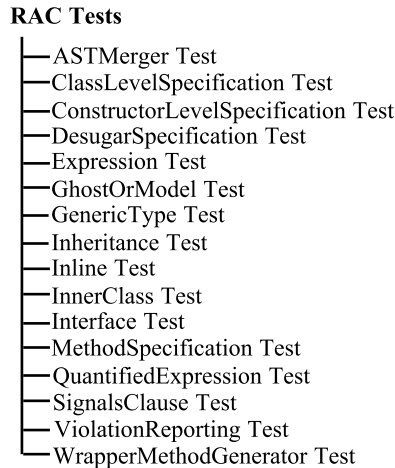 RAC Tests
ASTMerger Test
ClassLevelSpecification Test
ConstructorLevelSpecification Test
DesugarSpecification Test
Expression Test
GhostOrModel Test
GenericType Test
Inheritance Test
Inline Test
InnerClass Test
Interface Test
MethodSpecification Test
QuantifiedExpression Test
SignalsClause Test
ViolationReporting Test
WrapperMethodGenerator Test